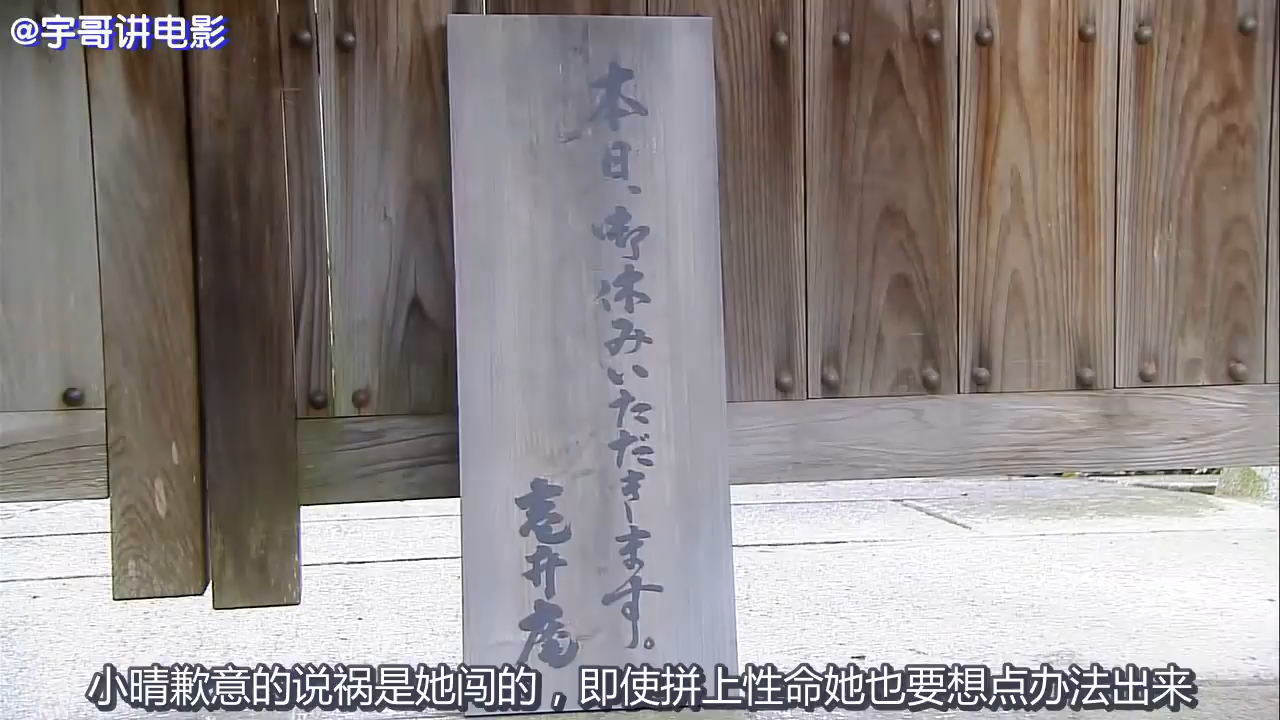 @宇哥讲电影
本日、御休みいただきます。
壱井庵
小晴歉意的说祸是她闯的，即使拼上性命她也要想点办法出来